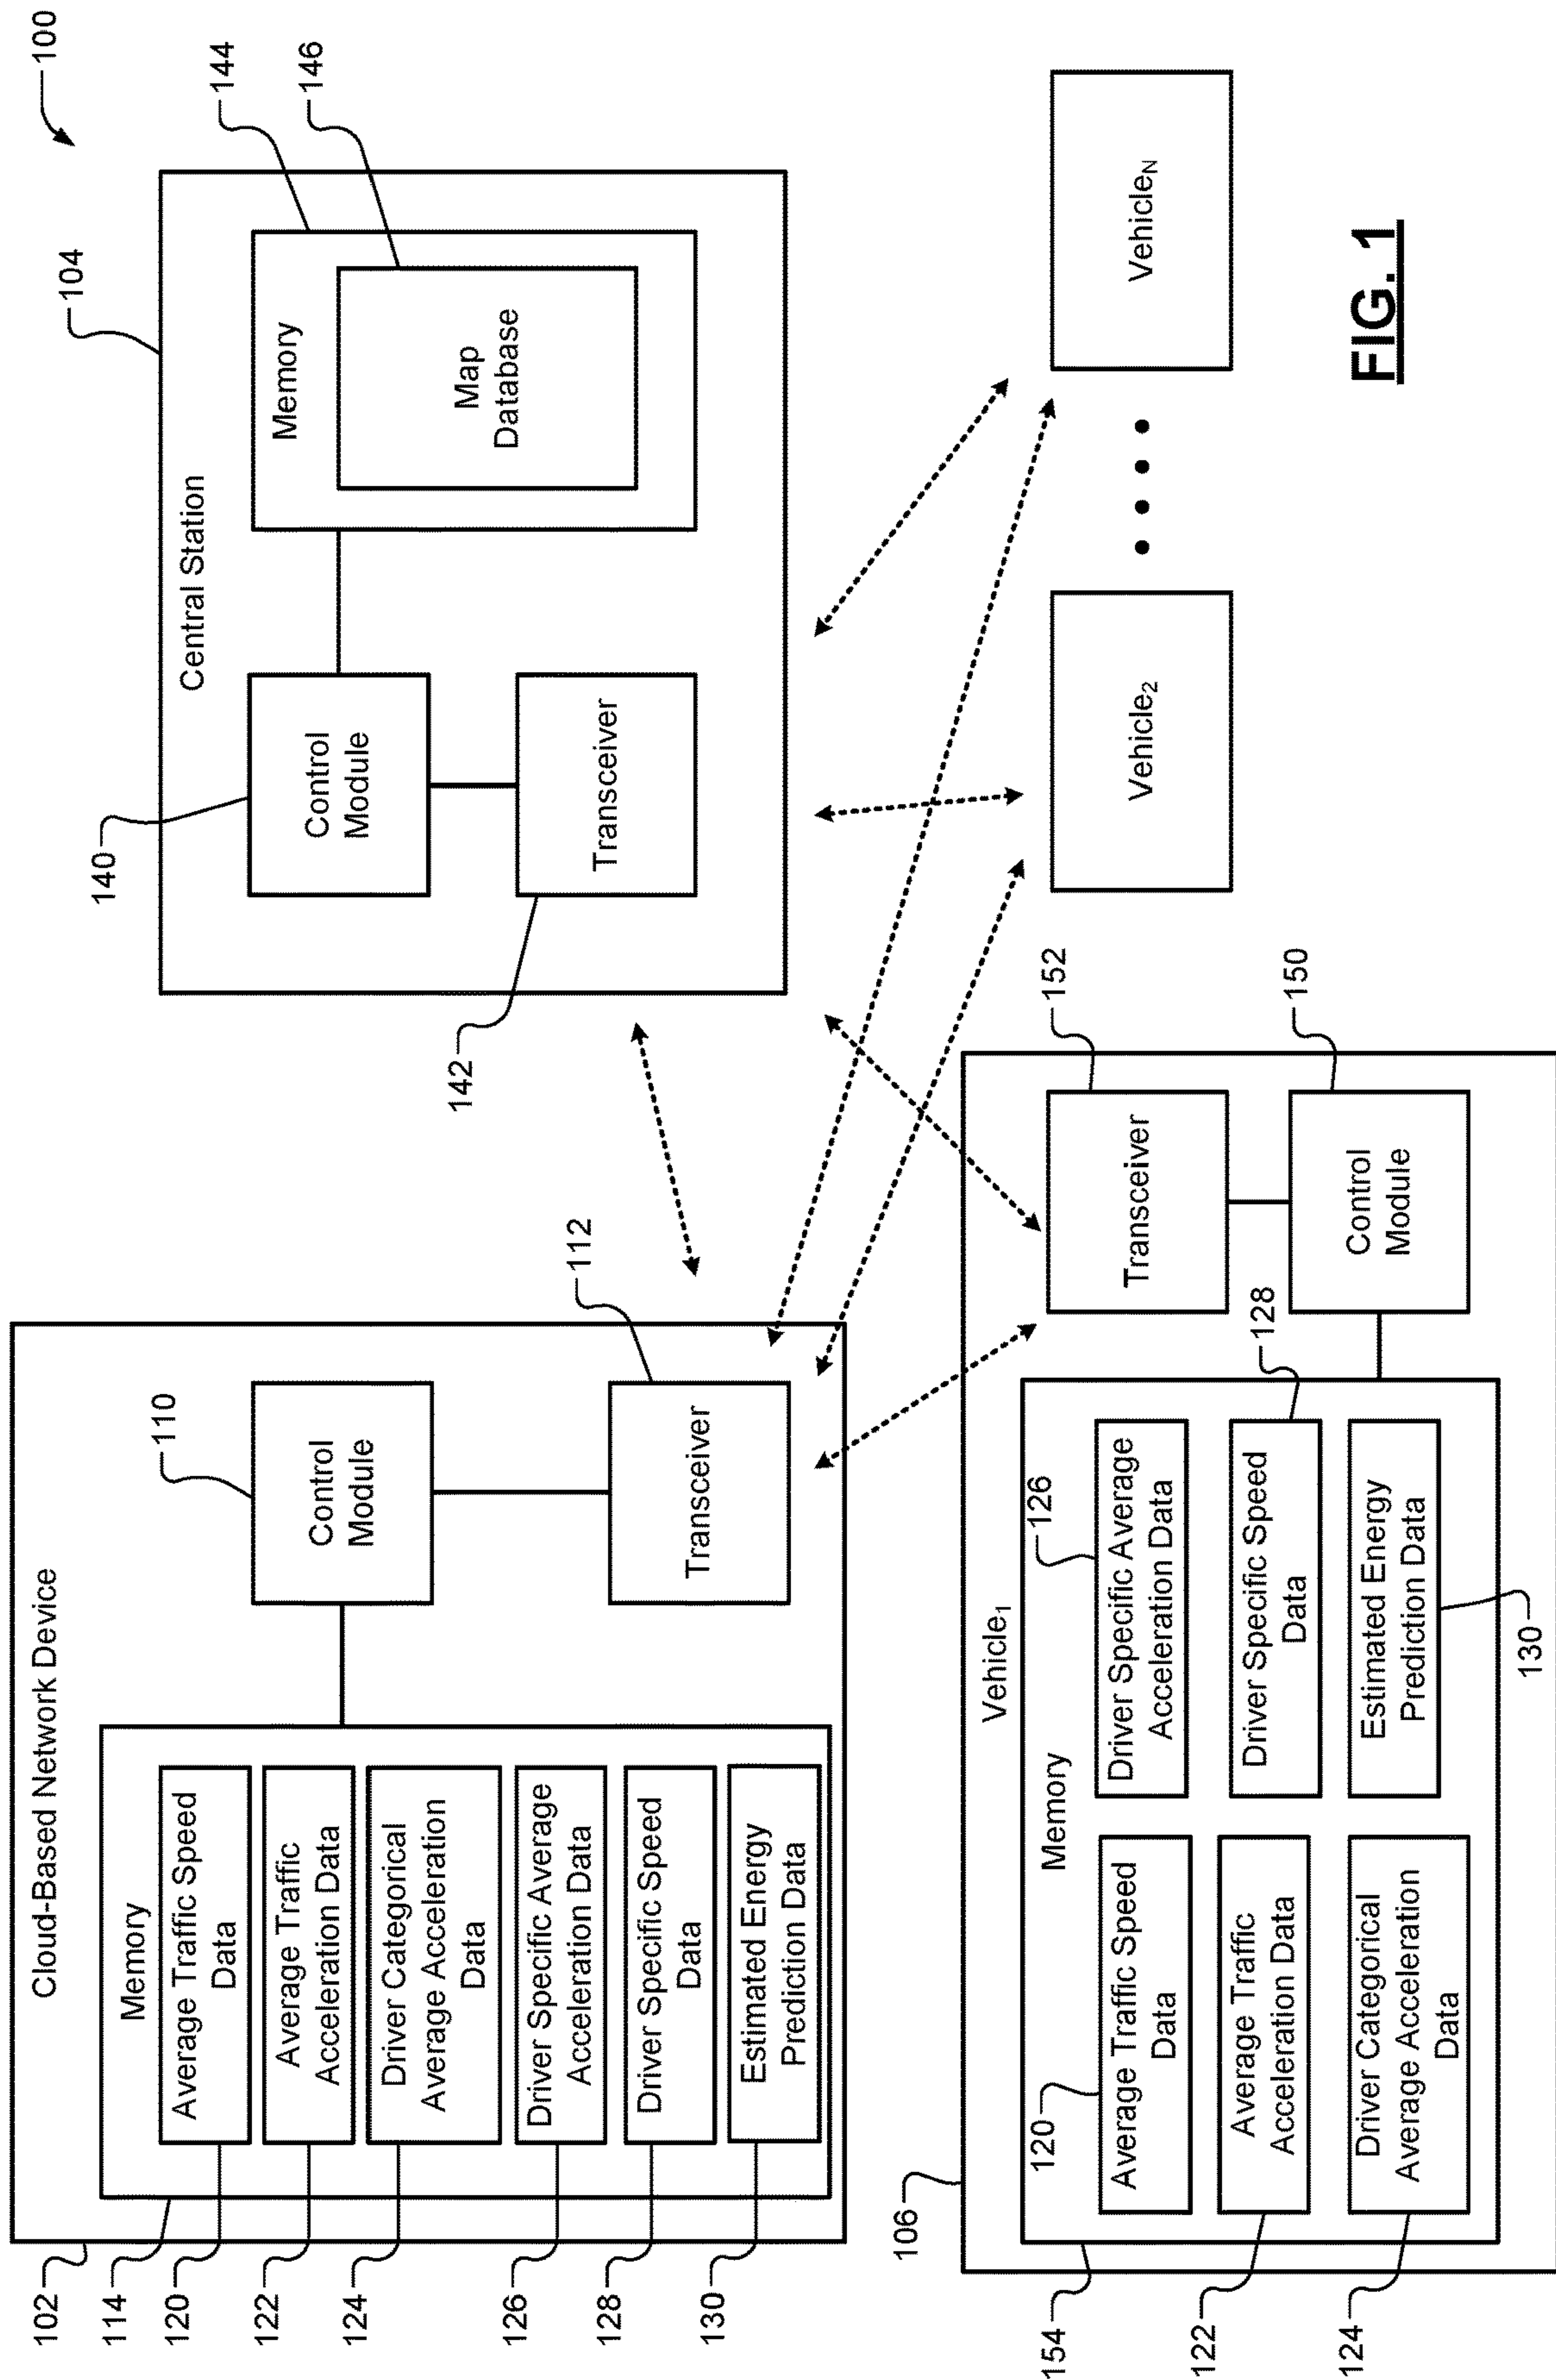 100
Cloud-Based Network Device
102
114
Memory
120
Average Traffic Speed
Data
122
Average Traffic
Acceleration Data
124
Driver Categorical
Average Acceleration
Data
126
Driver Specific Average
Acceleration Data
128
Driver Specific Speed
Data
130
Estimated Energy
Prediction Data
110
Control
Module
112
Transceiver
104
Central Station
140
Control
Module
142
Transceiver
144
Memory
146
Map
Database
106
Vehicle₁
154
Memory
120
Average Traffic Speed
Data
122
Average Traffic
Acceleration Data
124
Driver Categorical
Average Acceleration
Data
126
Driver Specific Average
Acceleration Data
128
Driver Specific Speed
Data
130
Estimated Energy
Prediction Data
152
Transceiver
150
Control
Module
Vehicle₂
Vehicle_N
FIG. 1